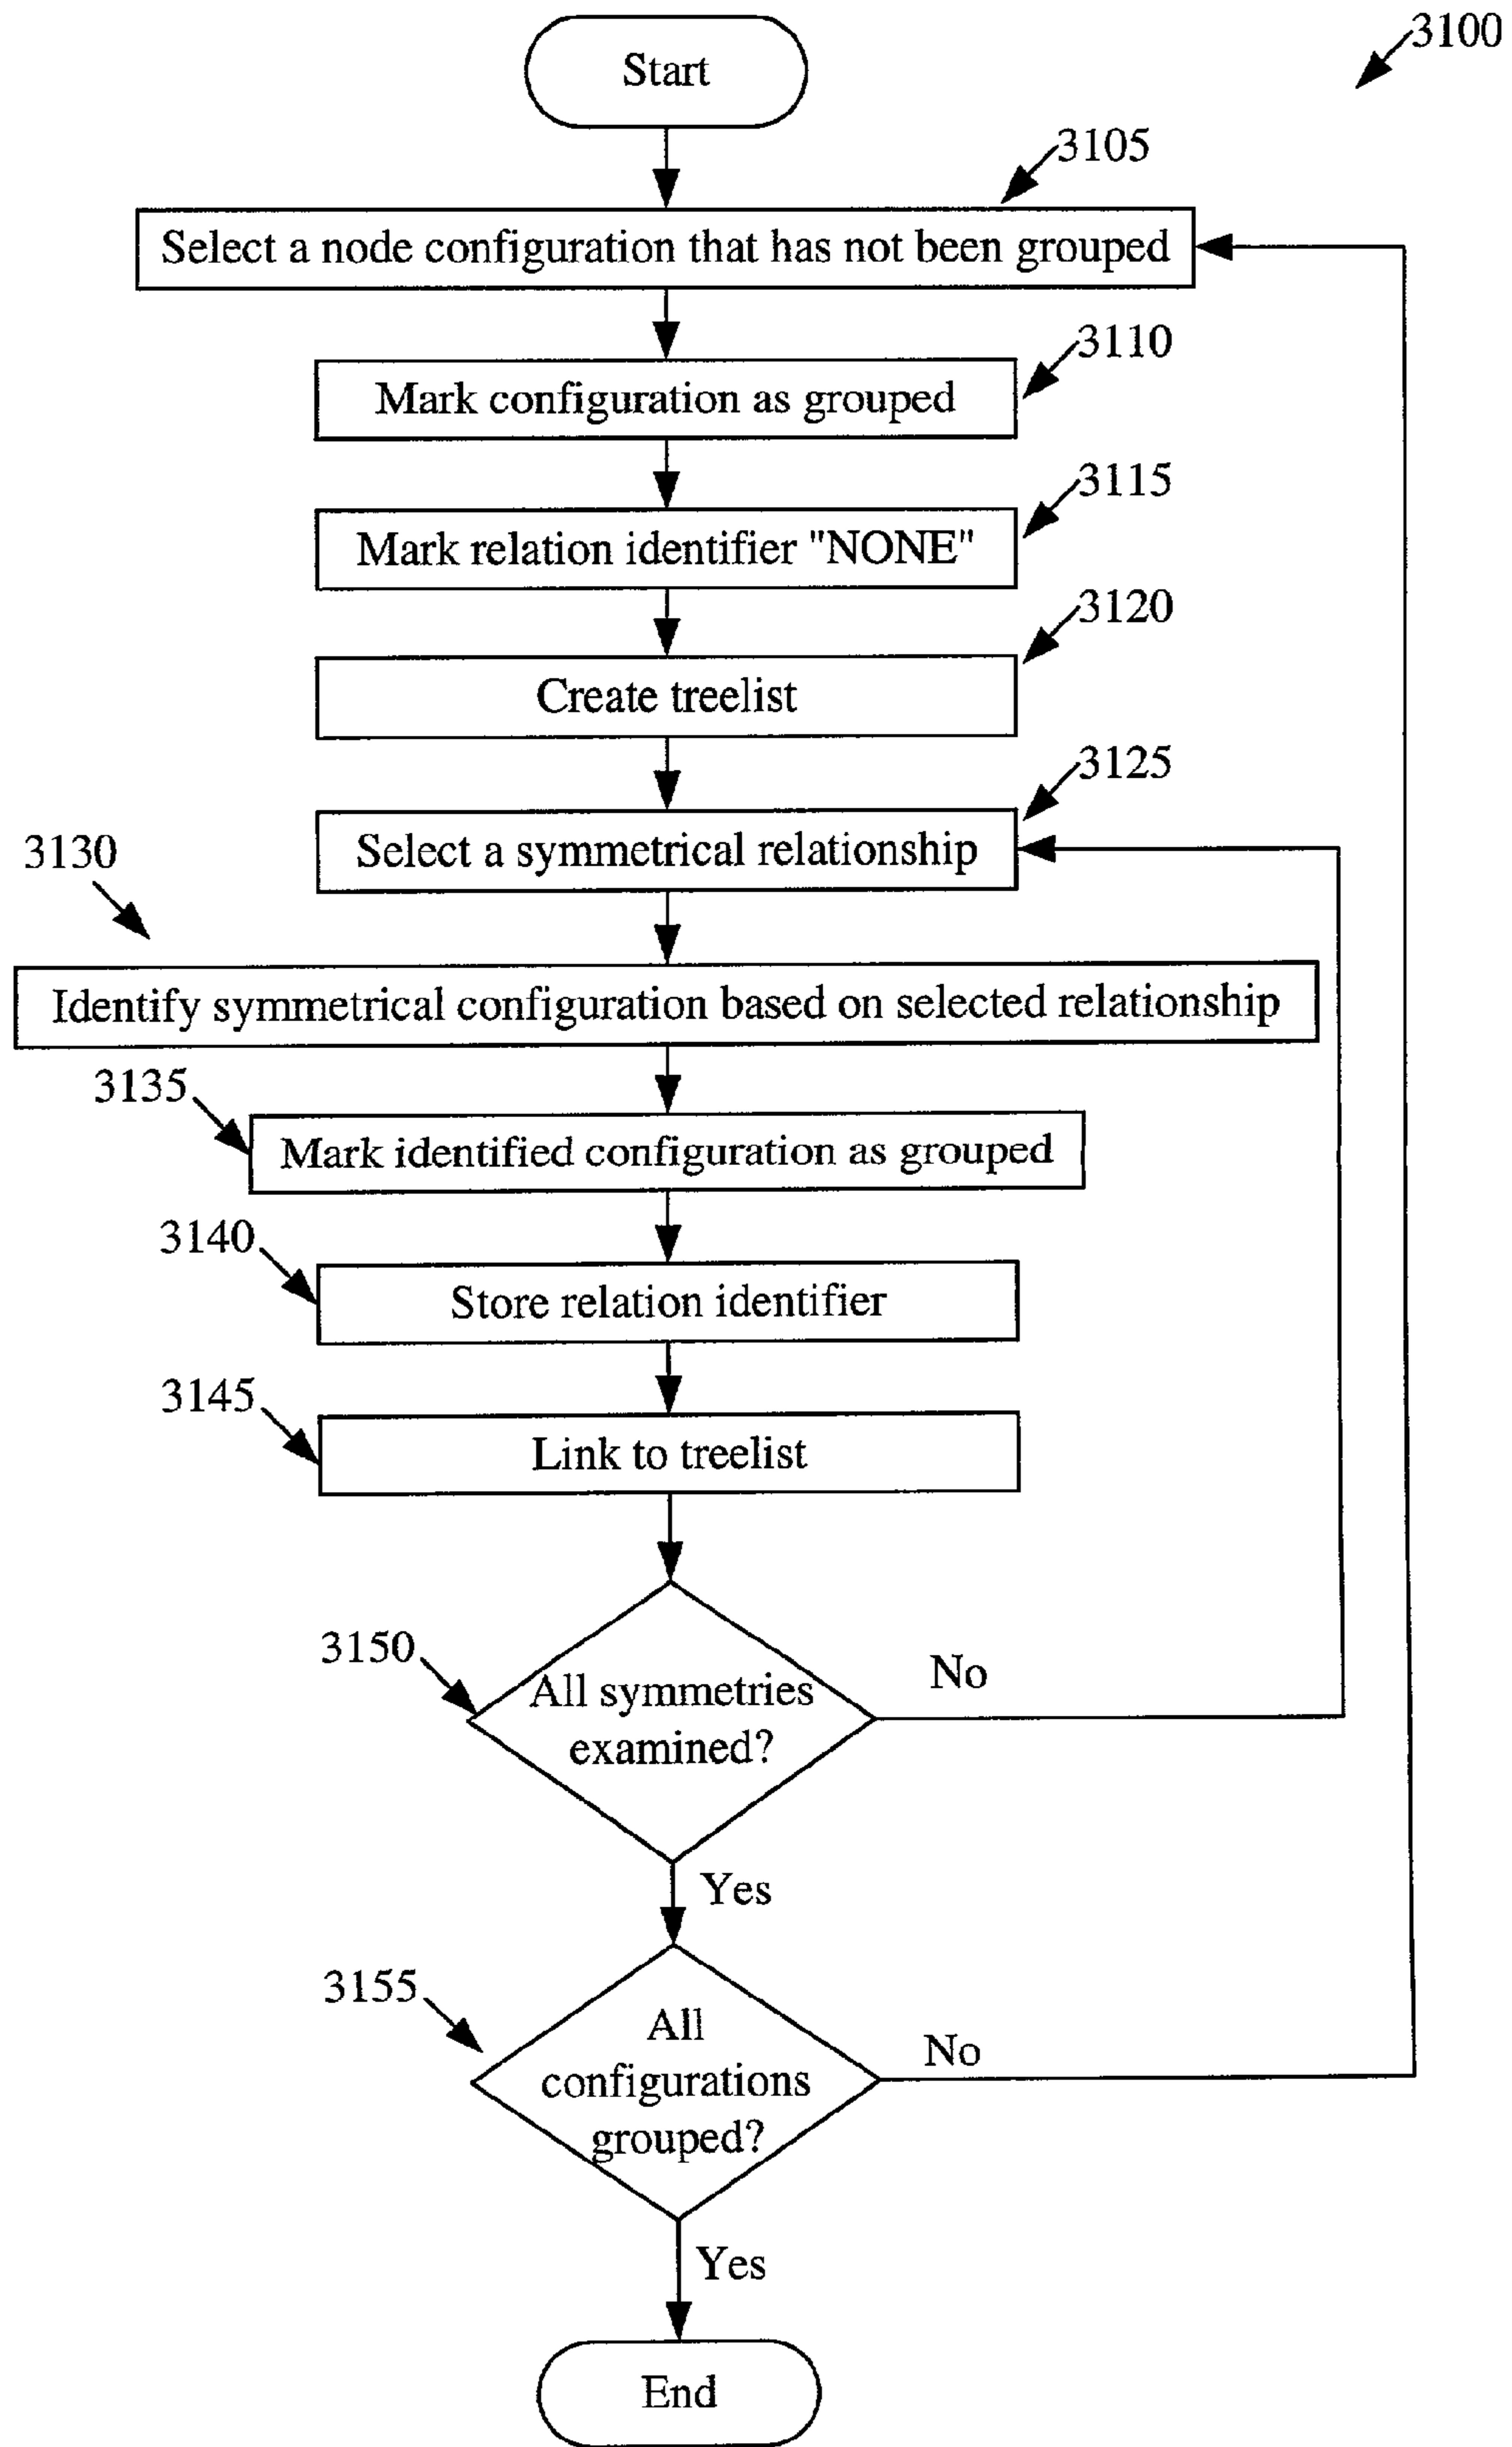 3100
Start
3105
Select a node configuration that has not been grouped
3110
Mark configuration as grouped
3115
Mark relation identifier "NONE"
3120
Create treelist
3125
Select a symmetrical relationship
3130
Identify symmetrical configuration based on selected relationship
3135
Mark identified configuration as grouped
3140
Store relation identifier
3145
Link to treelist
3150
All symmetries
examined?
No
Yes
3155
All
configurations
grouped?
No
Yes
End